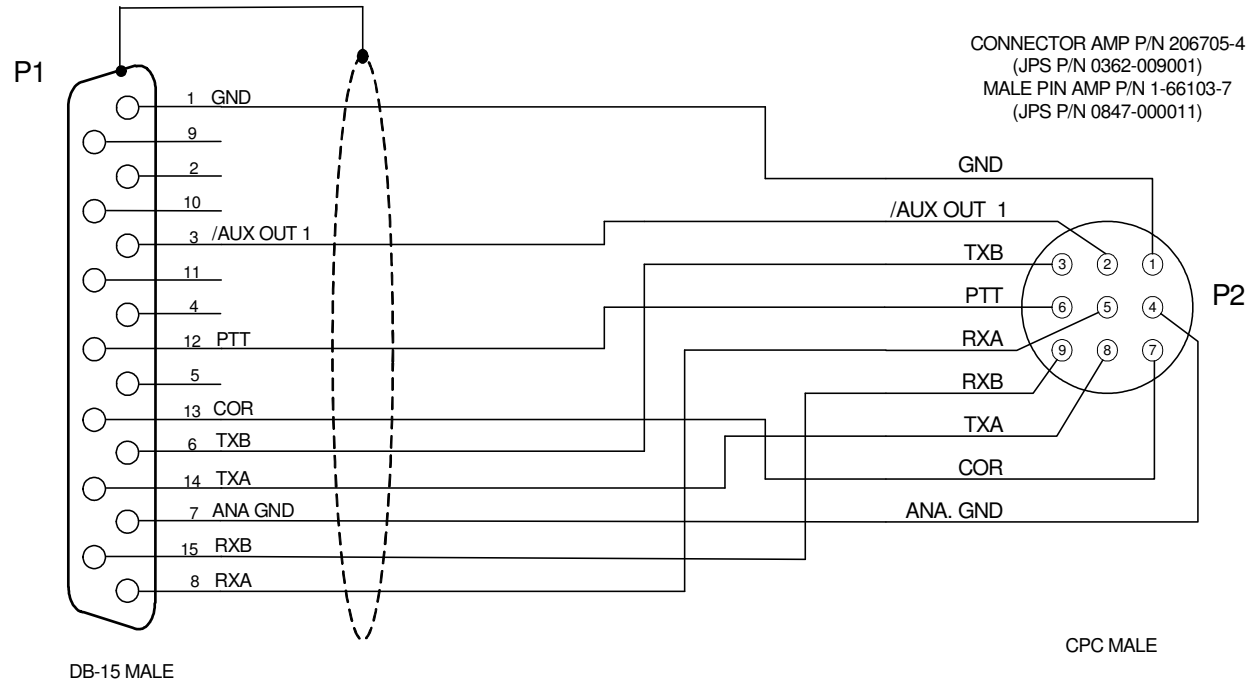 P1
CONNECTOR AMP P/N 206705-4
(JPS P/N 0362-009001)
MALE PIN AMP P/N 1-66103-7
(JPS P/N 0847-000011)
1 GND
9
2
10
3 /AUX OUT 1
11
4
12 PTT
5
13 COR
6 TXB
14 TXA
7 ANA GND
15 RXB
8 RXA
GND
/AUX OUT 1
TXB
PTT
RXA
RXB
TXA
COR
ANA. GND
3 2 1
6 5 4
9 8 7
P2
DB-15 MALE
CPC MALE